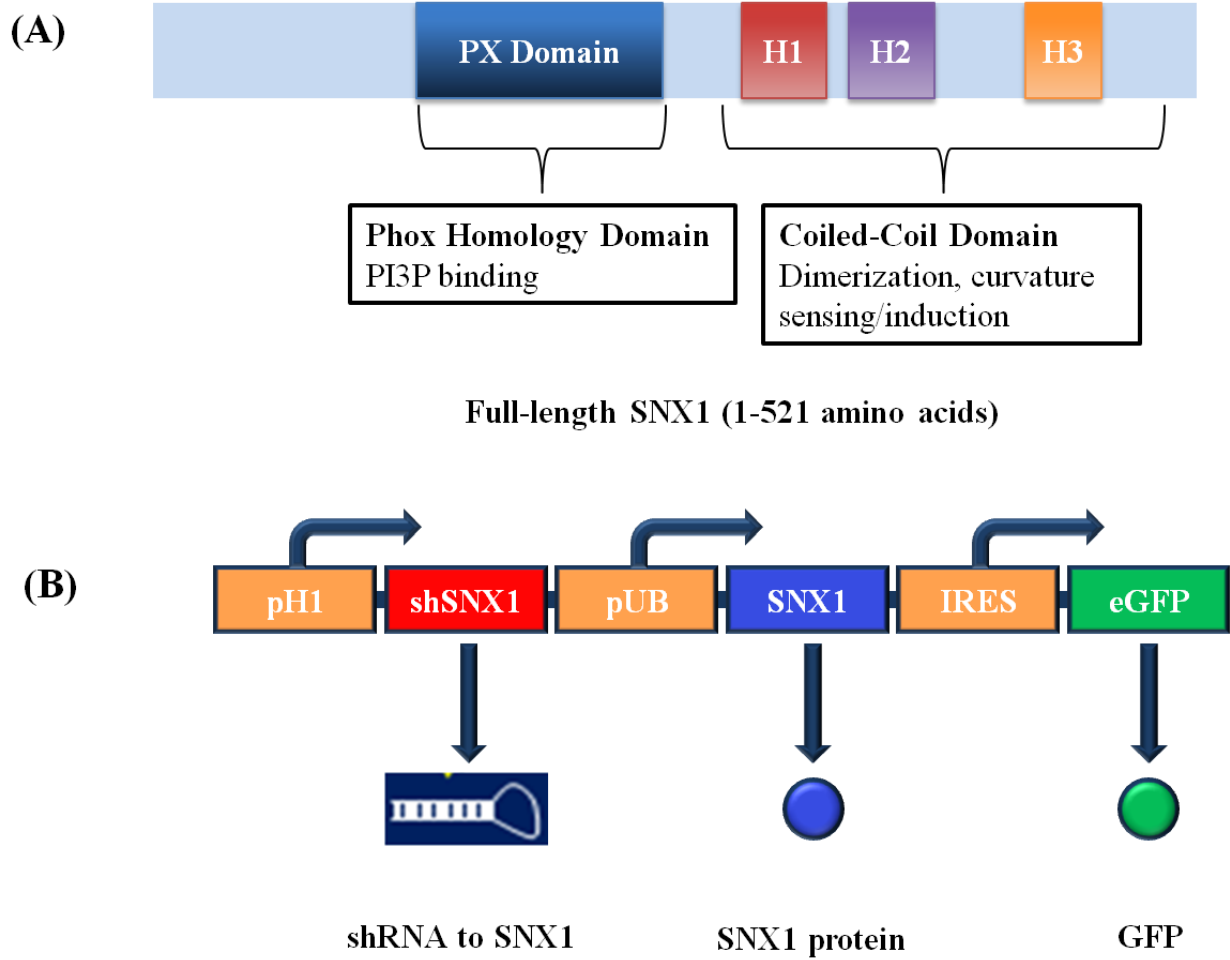 (A)
PX Domain H1 H2 H3
Phox Homology Domain
PI3P binding
Coiled-Coil Domain
Dimerization, curvature
sensing/induction
Full-length SNX1 (1-521 amino acids)
(B)
pH1 shSNX1 pUB SNX1 IRES eGFP
shRNA to SNX1 SNX1 protein GFP